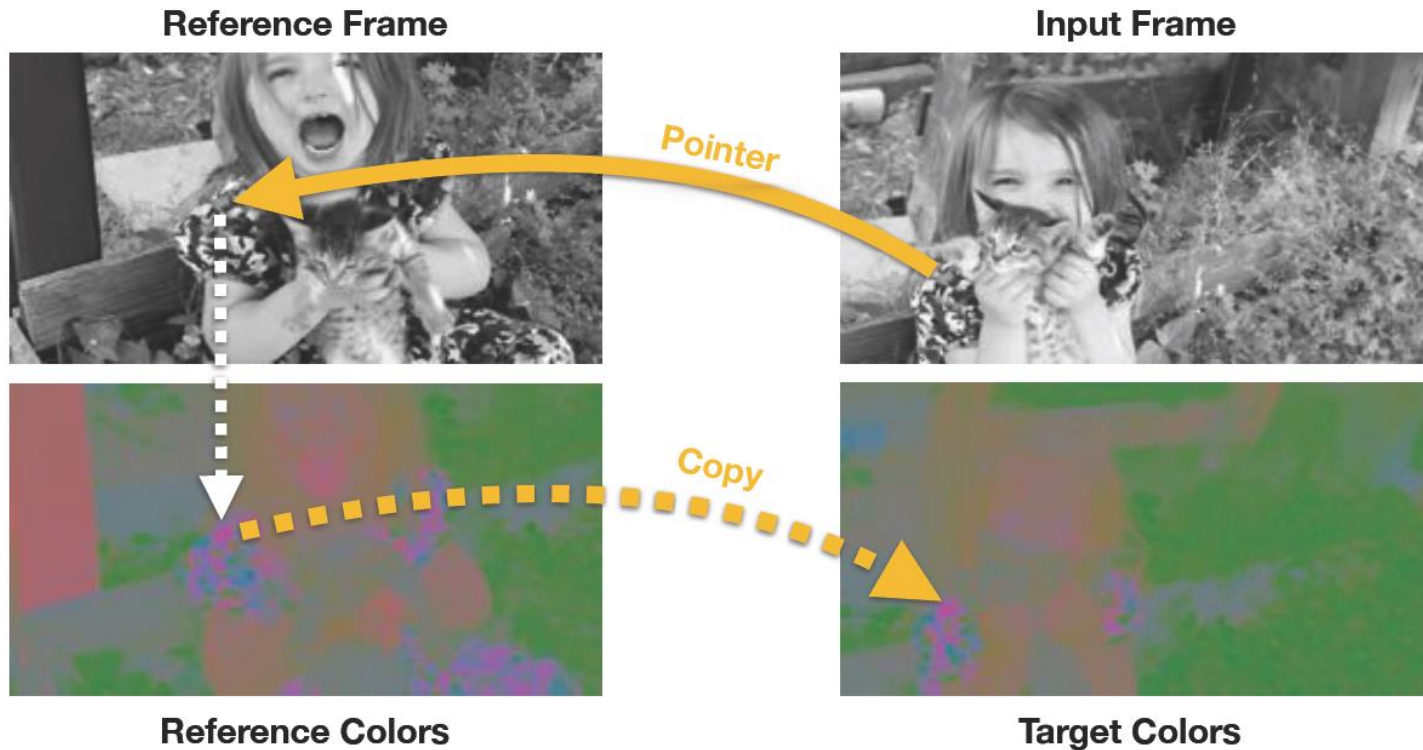 Reference Frame
Input Frame
Pointer
Copy
Reference Colors
Target Colors